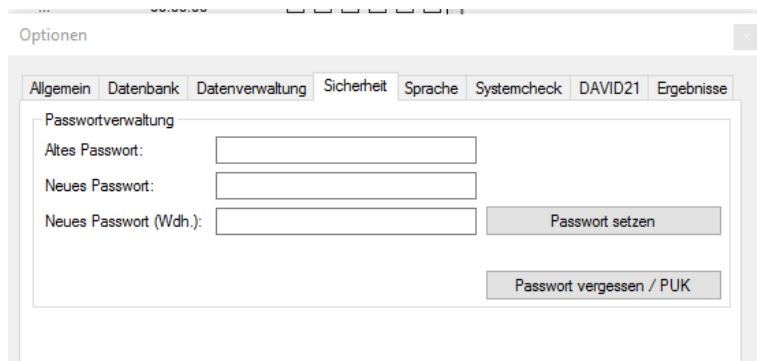 ...
Optionen
x
Allgemein Datenbank Datenverwaltung Sicherheit Sprache Systemcheck DAVID21 Ergebnisse
Passwortverwaltung
Altes Passwort:
Neues Passwort:
Neues Passwort (Wdh.): Passwort setzen
Passwort vergessen / PUK